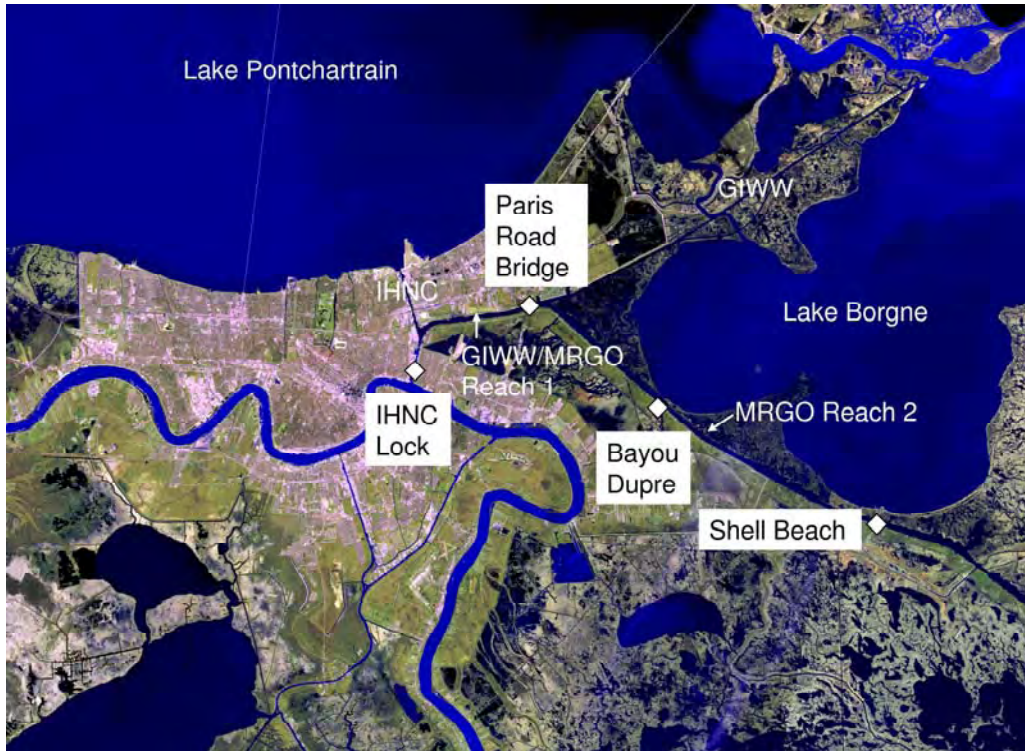 Lake Pontchartrain
GIWW
Paris
Road
Bridge
IHNC
Lake Borgne
GIWW/MRGO
Reach 1
MRGO Reach 2
IHNC
Lock
Bayou
Dupre
Shell Beach